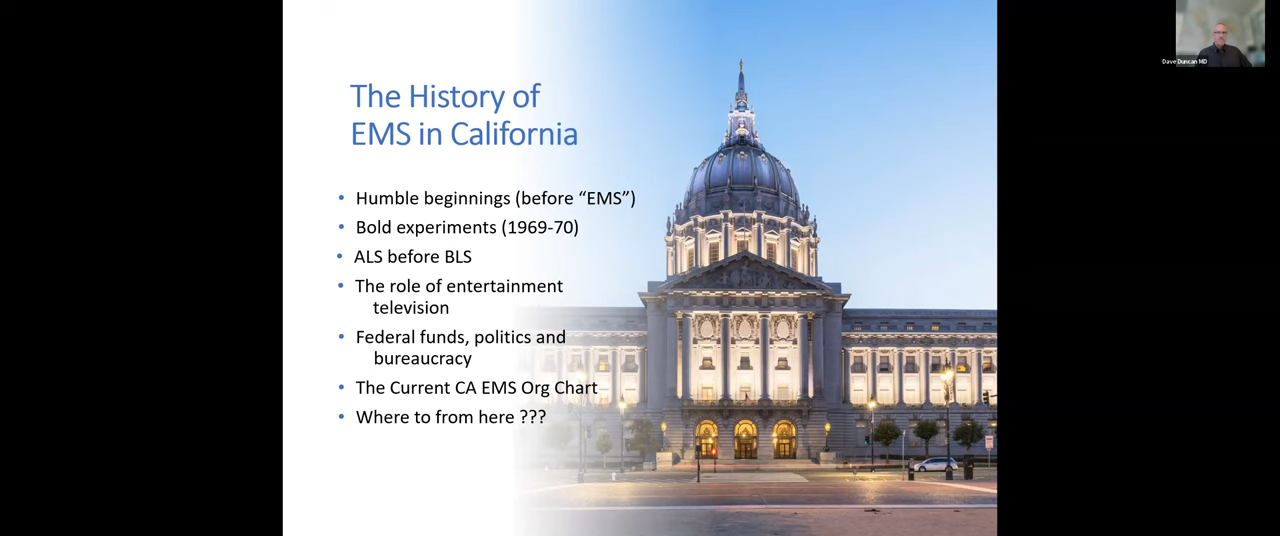 Dave Duncan MD
The History of
EMS in California
• Humble beginnings (before “EMS”)
• Bold experiments (1969-70)
• ALS before BLS
• The role of entertainment
television
• Federal funds, politics and
bureaucracy
• The Current CA EMS Org Chart
• Where to from here ???